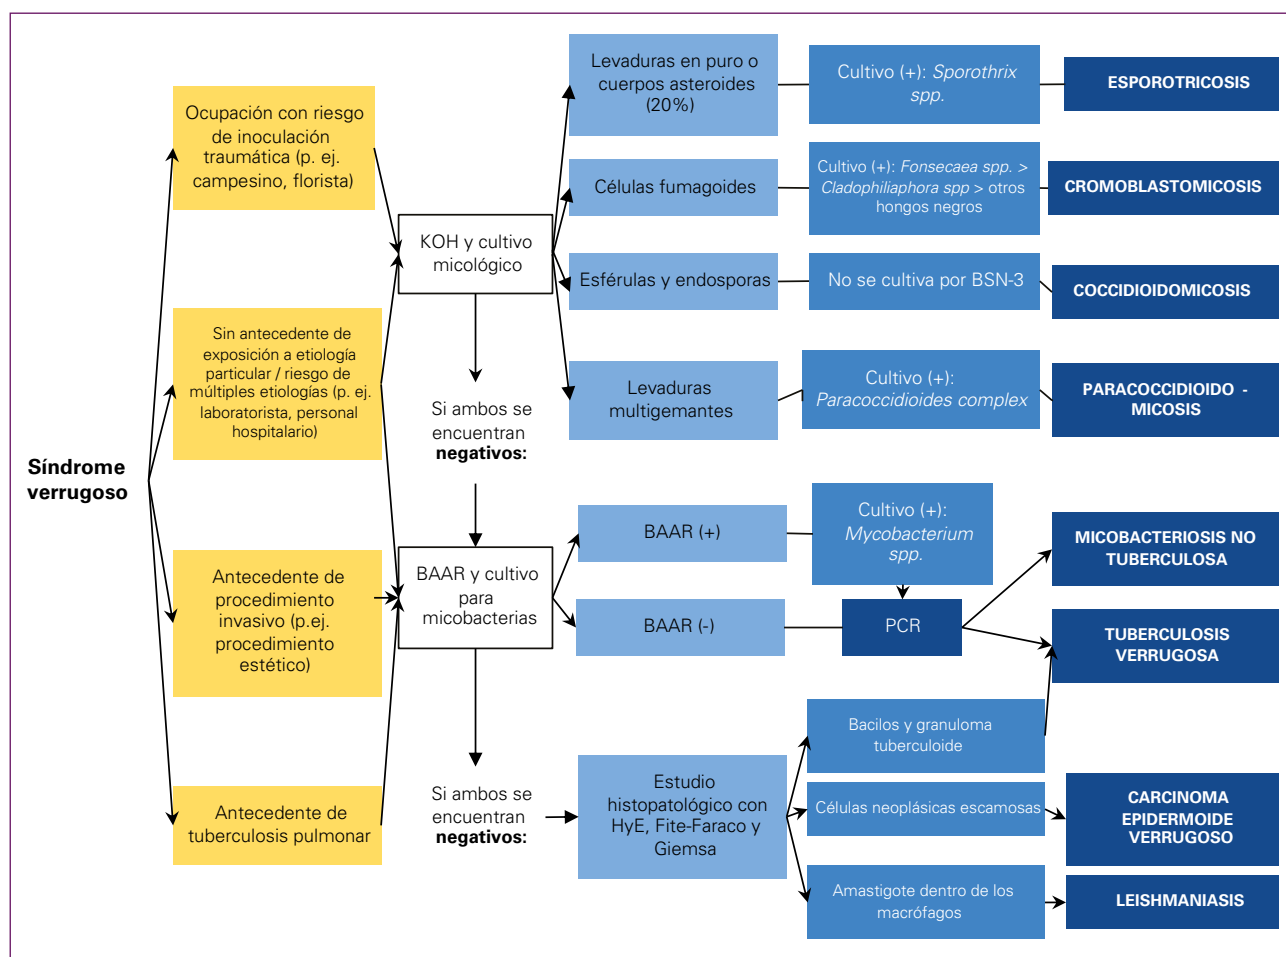 Síndrome
verrugoso
Ocupación con riesgo
de inoculación
traumática (p. ej.
campesino, florista)
Sin antecedente de
exposición a etiología
particular / riesgo de
múltiples etiologías (p. ej.
laboratorista, personal
hospitalario)
Antecedente de
procedimiento
invasivo (p.ej.
procedimiento
estético)
Antecedente de
tuberculosis pulmonar
KOH y cultivo
micológico
Si ambos se
encuentran
negativos:
BAAR y cultivo
para
micobacterias
Si ambos se
encuentran
negativos:
Levaduras en puro o
cuerpos asteroides
(20%)
Cultivo (+): Sporothrix
spp.
ESPOROTRICOSIS
Células fumagoides
Cultivo (+): Fonsecaea spp. >
Cladophiliaphora spp > otros
hongos negros
CROMOBLASTOMICOSIS
Esférulas y endosporas
No se cultiva por BSN-3
COCCIDIOIDOMICOSIS
Levaduras
multigemantes
Cultivo (+):
Paracoccidioides complex
PARACOCCIDIOIDO -
MICOSIS
BAAR (+)
Cultivo (+):
Mycobacterium
spp.
MICOBACTERIOSIS NO
TUBERCULOSA
BAAR (-)
PCR
TUBERCULOSIS
VERRUGOSA
Estudio
histopatológico con
HyE, Fite-Faraco y
Giemsa
Bacilos y granuloma
tuberculoide
Células neoplásicas escamosas
CARCINOMA
EPIDERMOIDE
VERRUGOSO
Amastigote dentro de los
macrófagos
LEISHMANIASIS